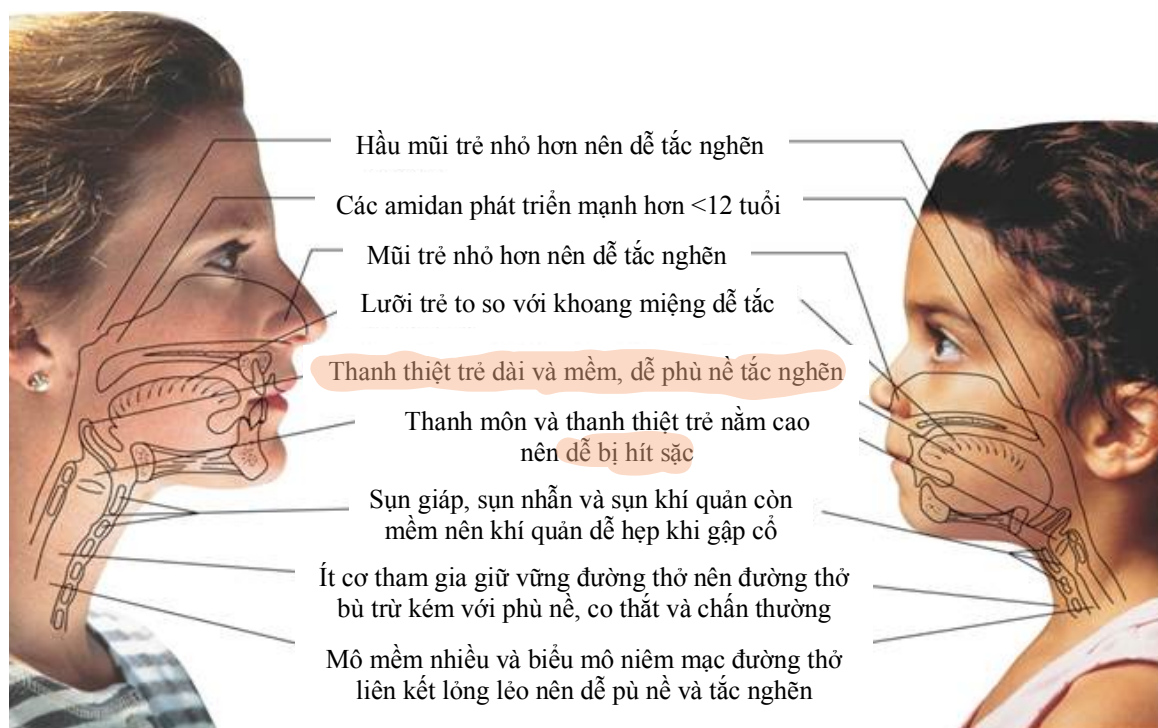 Hầu mũi trẻ nhỏ hơn nên dễ tắc nghẽn
Các amidan phát triển mạnh hơn <12 tuổi
Mũi trẻ nhỏ hơn nên dễ tắc nghẽn
Lưỡi trẻ to so với khoang miệng dễ tắc
Thanh thiệt trẻ dài và mềm, dễ phù nề tắc nghẽn
Thanh môn và thanh thiệt trẻ nằm cao
nên dễ bị hít sặc
Sụn giáp, sụn nhẫn và sụn khí quản còn
mềm nên khí quản dễ hẹp khi gập cổ
Ít cơ tham gia giữ vững đường thở nên đường thở
bù trừ kém với phù nề, co thắt và chấn thường
Mô mềm nhiều và biểu mô niêm mạc đường thở
liên kết lỏng lẻo nên dễ pù nề và tắc nghẽn